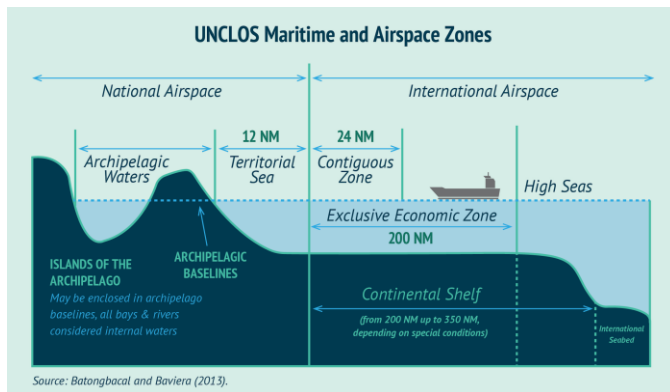 UNCLOS Maritime and Airspace Zones
National Airspace
International Airspace
12 NM
24 NM
Archipelagic
Waters
Territorial
Sea
Contiguous
Zone
High Seas
Exclusive Economic Zone
200 NM
ISLANDS OF THE
ARCHIPELAGO
May be enclosed in archipelago
baselines, all bays & rivers
considered internal waters
ARCHIPELAGIC
BASELINES
Continental Shelf
(from 200 NM up to 350 NM,
depending on special conditions)
International
Seabed
Source: Batongbacal and Baviera (2013).